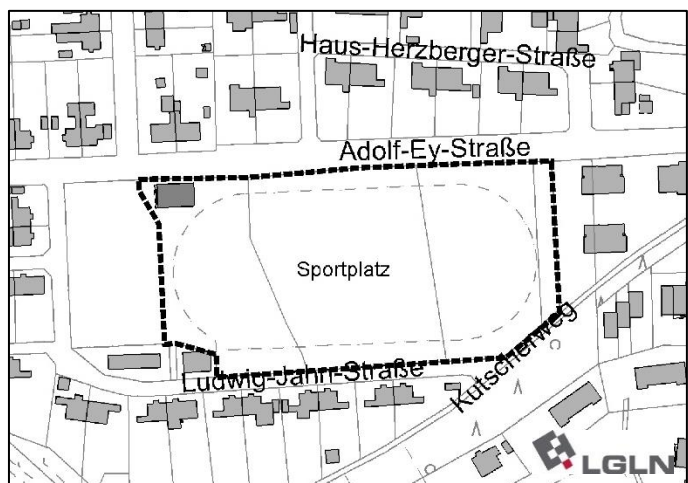 Haus-Herzberger-Straße
Adolf-Ey-Straße
Sportplatz
Kutscherweg
Ludwig-Jahn-Straße
LGLN